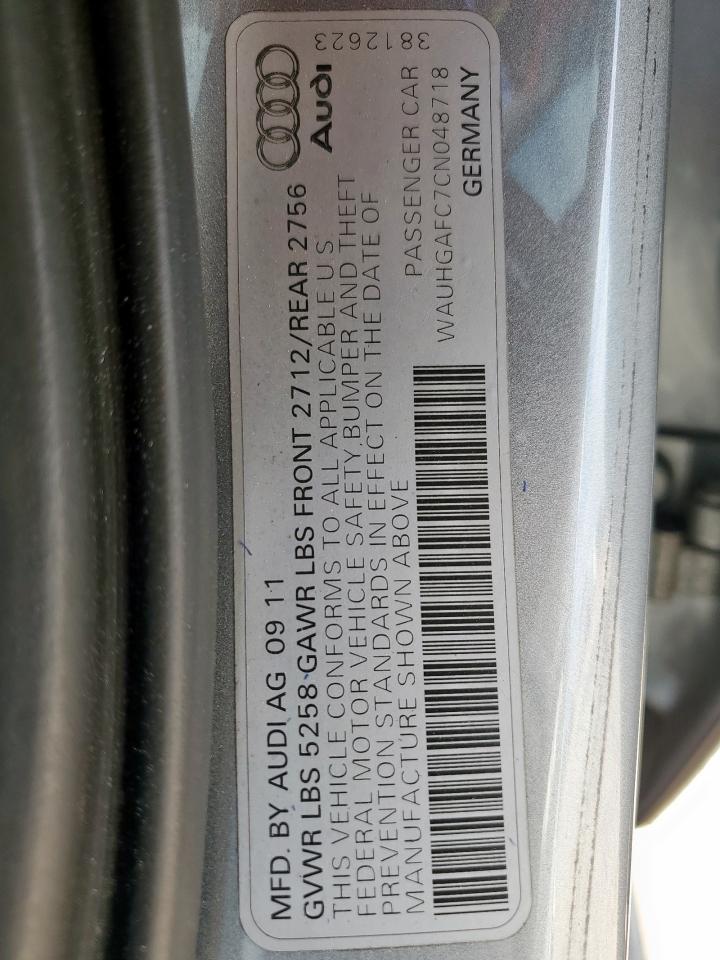 MFD. BY AUDI AG 09 11
GVWR LBS 5258 GAWR LBS FRONT 2712/REAR 2756
THIS VEHICLE CONFORMS TO ALL APPLICABLE U S
FEDERAL MOTOR VEHICLE SAFETY,BUMPER AND THEFT
PREVENTION STANDARDS IN EFFECT ON THE DATE OF
MANUFACTURE SHOWN ABOVE
Audi
3812623
PASSENGER CAR
WAUHGAFC7CN048718
GERMANY